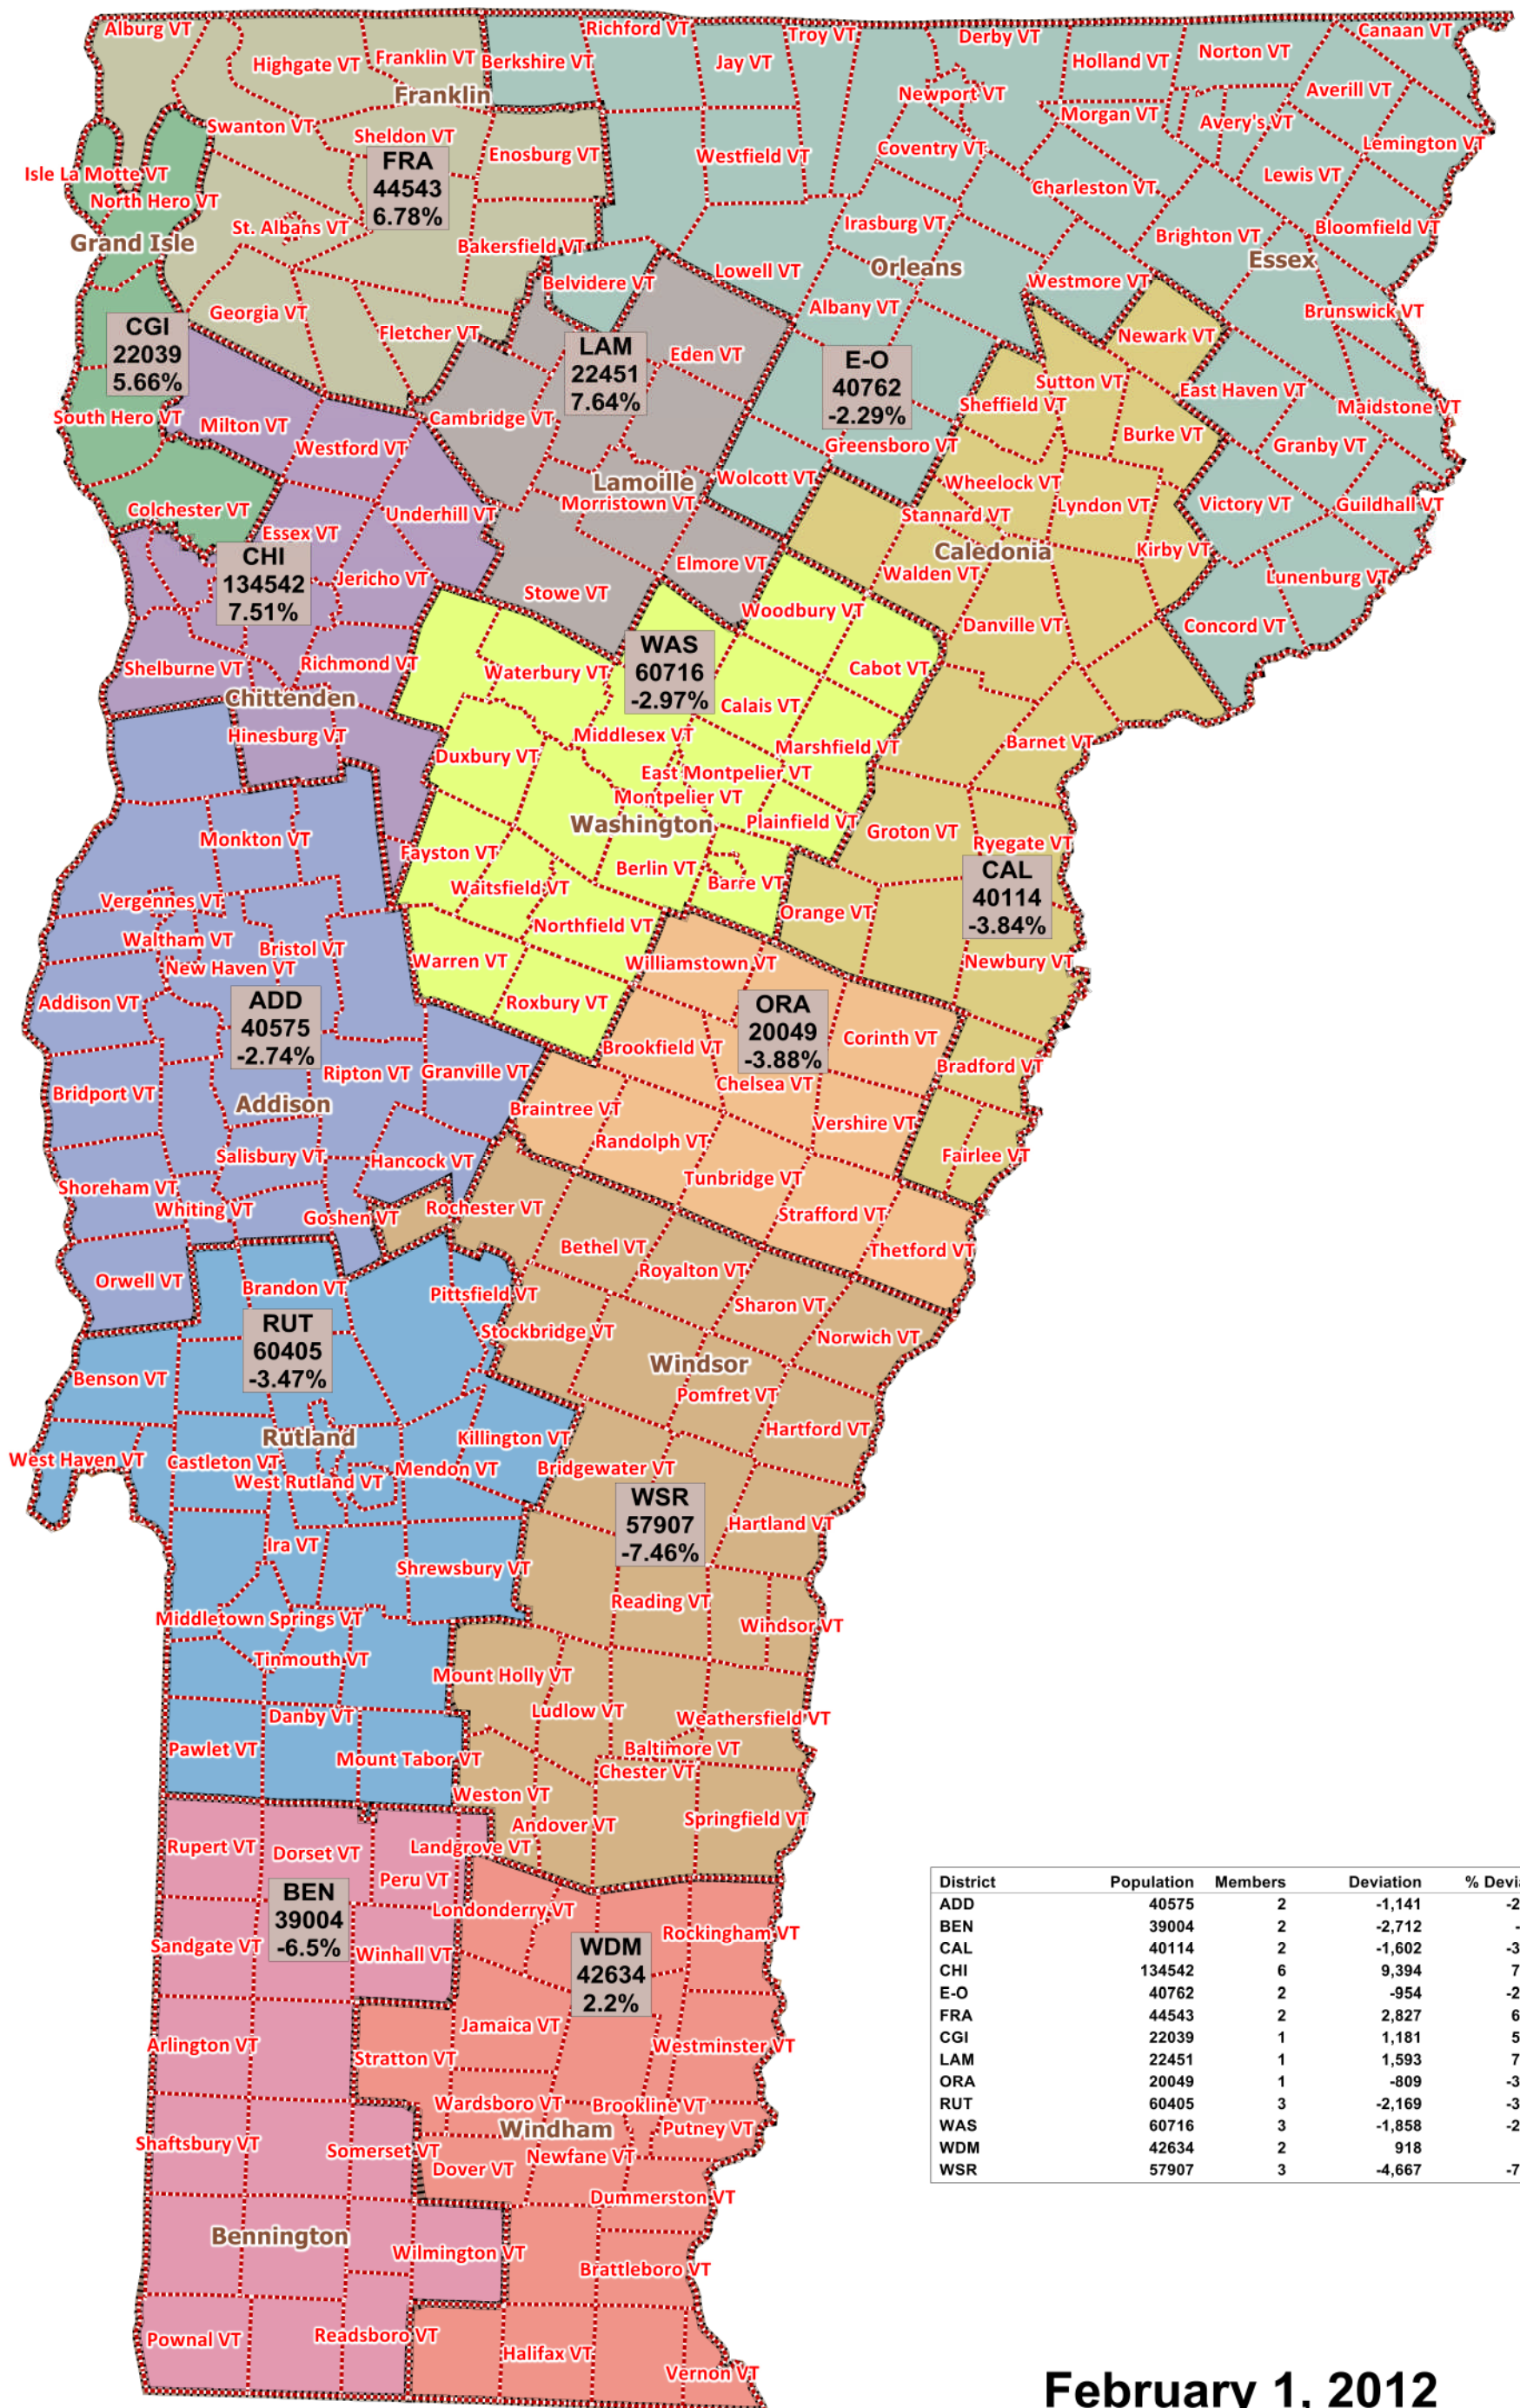 Alburg VT
Highgate VT
Franklin VT
Berkshire VT
Richford VT
Jay VT
Troy VT
Derby VT
Holland VT
Norton VT
Canaan VT
Franklin
Newport VT
Morgan VT
Avery's VT
Averill VT
Swanton VT
Sheldon VT
Enosburg VT
Westfield VT
Coventry VT
Lemington VT
FRA
44543
6.78%
Isle La Motte VT
North Hero VT
Charleston VT
Lewis VT
St. Albans VT
Irasburg VT
Brighton VT
Bloomfield VT
Grand Isle
Bakersfield VT
Orleans
Essex
Belvidere VT
Lowell VT
Albany VT
Westmore VT
Georgia VT
Fletcher VT
Brunswick VT
Newark VT
CGI
22039
5.66%
LAM
22451
7.64%
Eden VT
E-O
40762
-2.29%
Sutton VT
East Haven VT
Maidstone VT
South Hero VT
Milton VT
Cambridge VT
Sheffield VT
Burke VT
Granby VT
Westford VT
Greensboro VT
Lamoille
Wolcott VT
Wheelock VT
Morristown VT
Lyndon VT
Victory VT
Guildhall VT
Colchester VT
Underhill VT
Stannard VT
Essex VT
Caledonia
Kirby VT
CHI
134542
7.51%
Jericho VT
Elmore VT
Walden VT
Lunenburg VT
Stowe VT
Woodbury VT
Danville VT
Concord VT
WAS
60716
-2.97%
Shelburne VT
Richmond VT
Waterbury VT
Cabot VT
Chittenden
Calais VT
Hinesburg VT
Middlesex VT
Marshfield VT
Barnet VT
Duxbury VT
East Montpelier VT
Montpelier VT
Washington
Plainfield VT
Monkton VT
Groton VT
Ryegate VT
Fayston VT
Berlin VT
CAL
40114
-3.84%
Waitsfield VT
Barre VT
Vergennes VT
Orange VT
Waltham VT
Bristol VT
Northfield VT
New Haven VT
Warren VT
Williamstown VT
Newbury VT
Addison VT
Roxbury VT
ADD
40575
-2.74%
ORA
20049
-3.88%
Brookfield VT
Corinth VT
Bradford VT
Bridport VT
Ripton VT
Granville VT
Chelsea VT
Addison
Braintree VT
Vershire VT
Randolph VT
Salisbury VT
Hancock VT
Fairlee VT
Shoreham VT
Tunbridge VT
Whiting VT
Goshen VT
Rochester VT
Strafford VT
Bethel VT
Thetford VT
Orwell VT
Brandon VT
Pittsfield VT
Royalton VT
Sharon VT
RUT
60405
-3.47%
Stockbridge VT
Norwich VT
Windsor
Benson VT
Pomfret VT
Hartford VT
Rutland
Killington VT
West Haven VT
Castleton VT
Mendon VT
Bridgewater VT
West Rutland VT
WSR
57907
-7.46%
Hartland VT
Ira VT
Shrewsbury VT
Reading VT
Middletown Springs VT
Windsor VT
Tinmouth VT
Mount Holly VT
Ludlow VT
Danby VT
Weathersfield VT
Pawlet VT
Mount Tabor VT
Baltimore VT
Chester VT
Weston VT
Andover VT
Springfield VT
Rupert VT
Dorset VT
Landgrove VT
Peru VT
BEN
39004
-6.5%
Londonderry VT
Rockingham VT
Sandgate VT
Winhall VT
WDM
42634
2.2%
Jamaica VT
Arlington VT
Stratton VT
Westminster VT
Wardsboro VT
Brookline VT
Windham
Putney VT
Shaftsbury VT
Somerset VT
Newfane VT
Dover VT
Dummerston VT
Bennington
Wilmington VT
Brattleboro VT
Pownal VT
Readsboro VT
Halifax VT
Vernon VT
District Population Members Deviation %
ADD 40575 2 -1,141 -2
BEN 39004 2 -2,712 -
CAL 40114 2 -1,602 -3
CHI 134542 6 9,394 7
E-O 40762 2 -954 -2
FRA 44543 2 2,827 6
CGI 22039 1 1,181 5
LAM 22451 1 1,593 7
ORA 20049 1 -809 -3
RUT 60405 3 -2,169 -3
WAS 60716 3 -1,858 -2
WDM 42634 2 918
WSR 57907 3 -4,667 -7
February 1, 2012